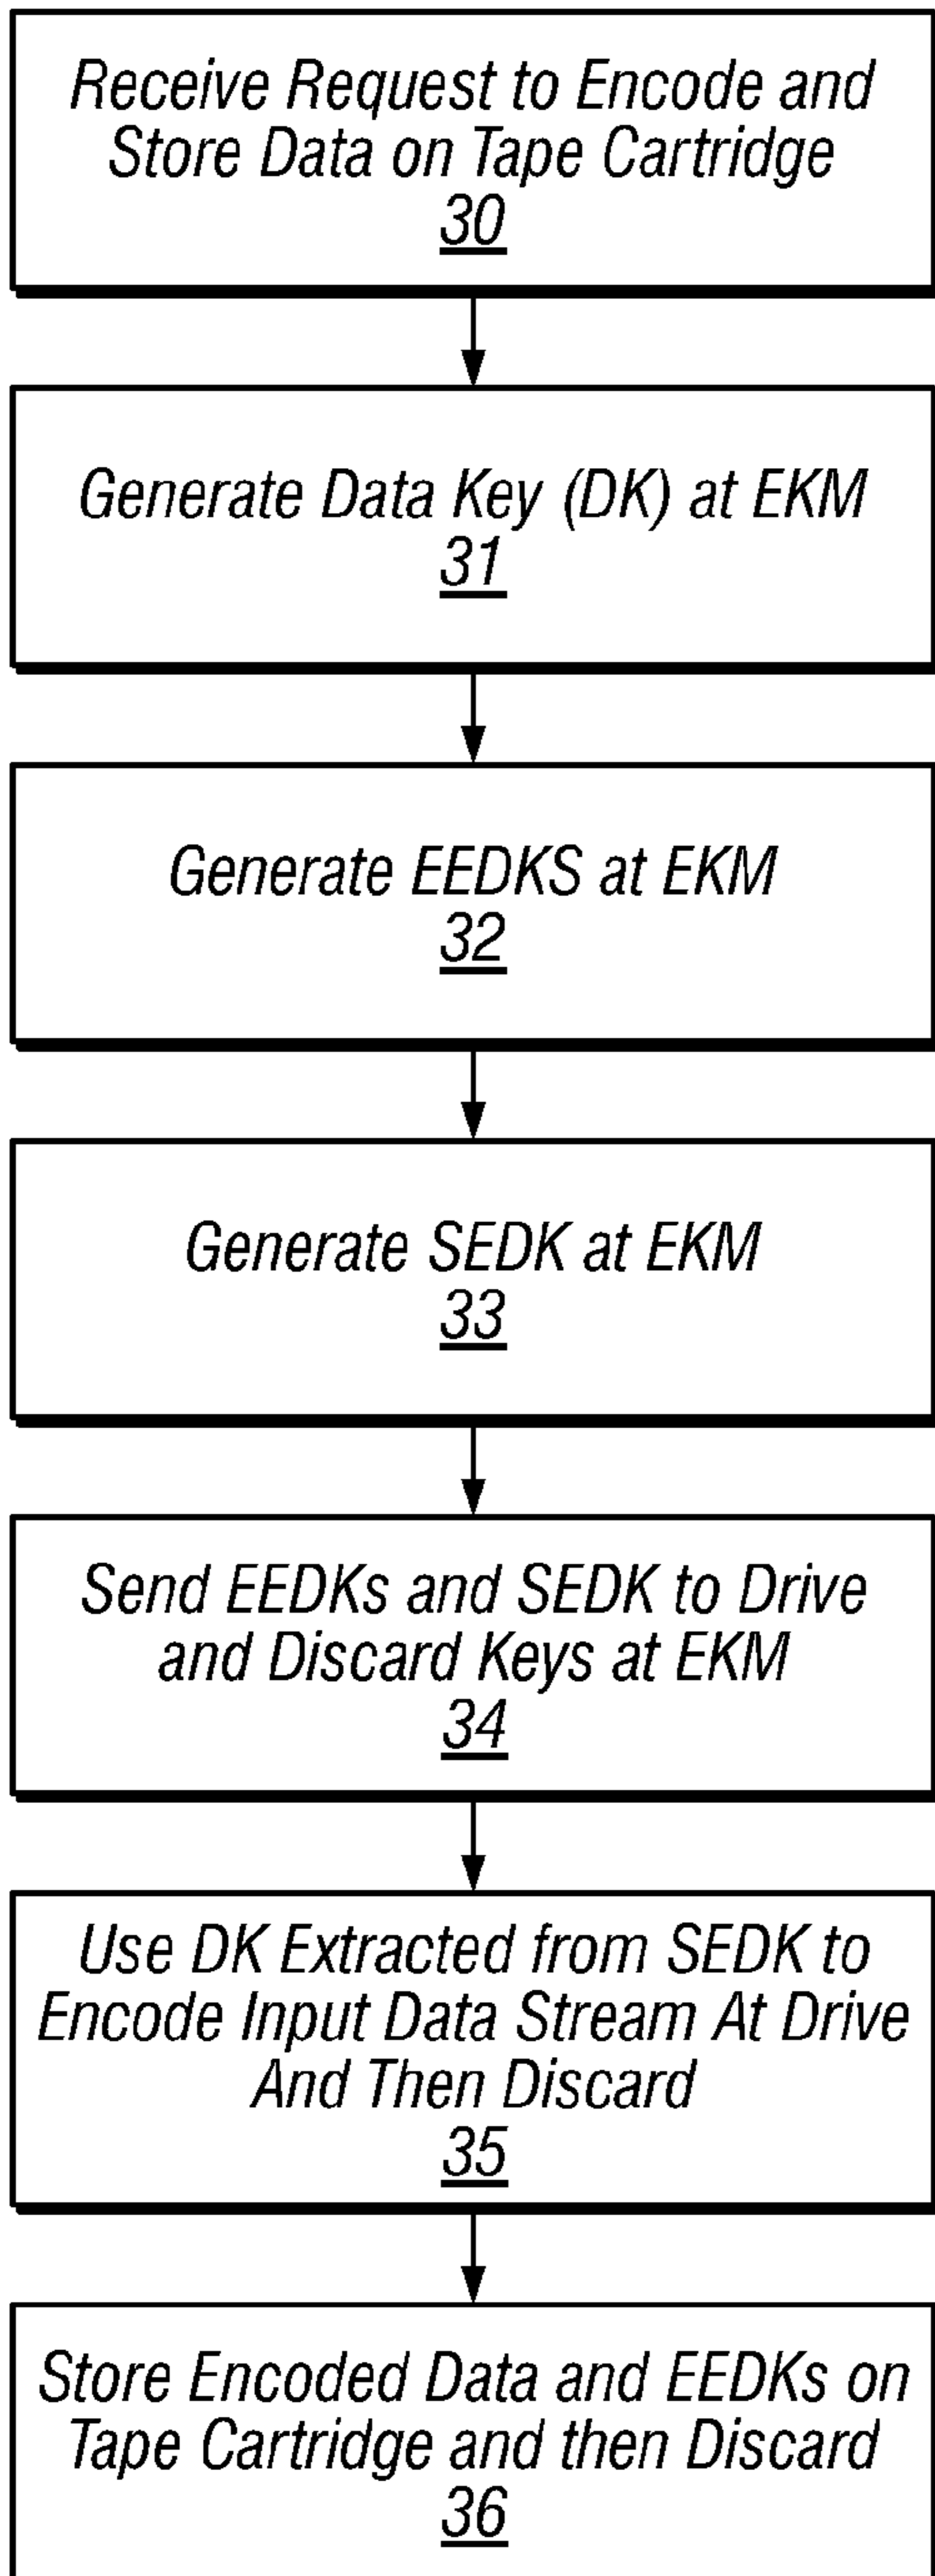 Receive Request to Encode and
Store Data on Tape Cartridge
30
Generate Data Key (DK) at EKM
31
Generate EEDKS at EKM
32
Generate SEDK at EKM
33
Send EEDKs and SEDK to Drive
and Discard Keys at EKM
34
Use DK Extracted from SEDK to
Encode Input Data Stream At Drive
And Then Discard
35
Store Encoded Data and EEDKs on
Tape Cartridge and then Discard
36